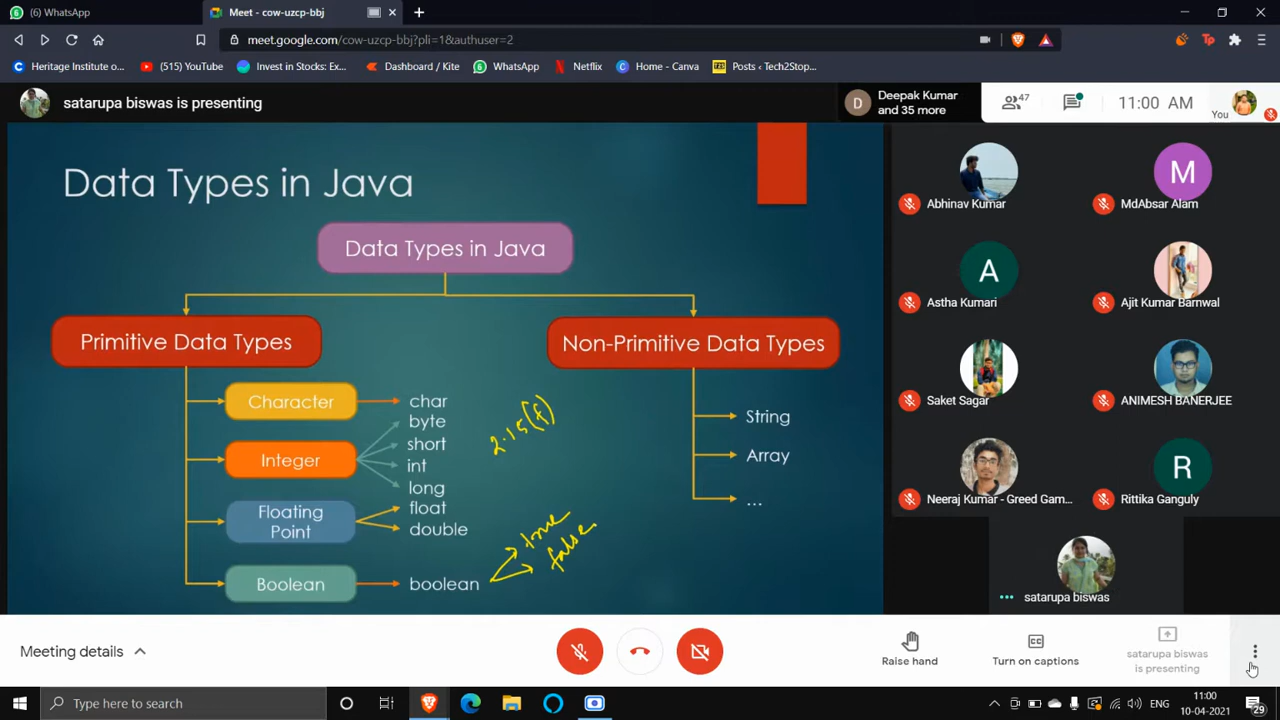 (6) WhatsApp
Meet - cow-uzcp-bbj
meet.google.com/cow-uzcp-bbj?pli=1&authuser=2
Heritage Institute o...
(515) YouTube
Invest in Stocks: Ex...
Dashboard / Kite
WhatsApp
Netflix
Home - Canva
Posts ‹ Tech2Stop...
satarupa biswas is presenting
D
Deepak Kumar
and 35 more
47
11:00 AM
You
Data Types in Java
Data Types in Java
Primitive Data Types
Non-Primitive Data Types
Character
char
byte
Integer
short
int
long
Floating
Point
float
double
Boolean
boolean
2.15(f)
true
false
String
Array
...
Abhinav Kumar
M
MdAbsar Alam
A
Astha Kumari
Ajit Kumar Barnwal
Saket Sagar
ANIMESH BANERJEE
Neeraj Kumar - Greed Gam...
R
Rittika Ganguly
satarupa biswas
Meeting details
Raise hand
Turn on captions
satarupa biswas
is presenting
Type here to search
ENG
11:00
10-04-2021
29